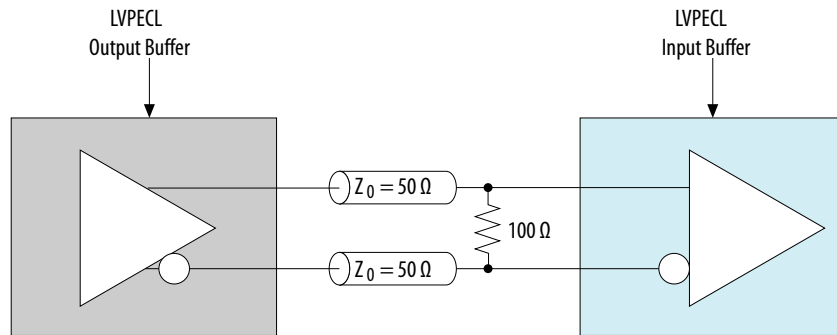 LVPECL
Output Buffer
LVPECL
Input Buffer
Z0 = 50 Ω
100 Ω
Z0 = 50 Ω